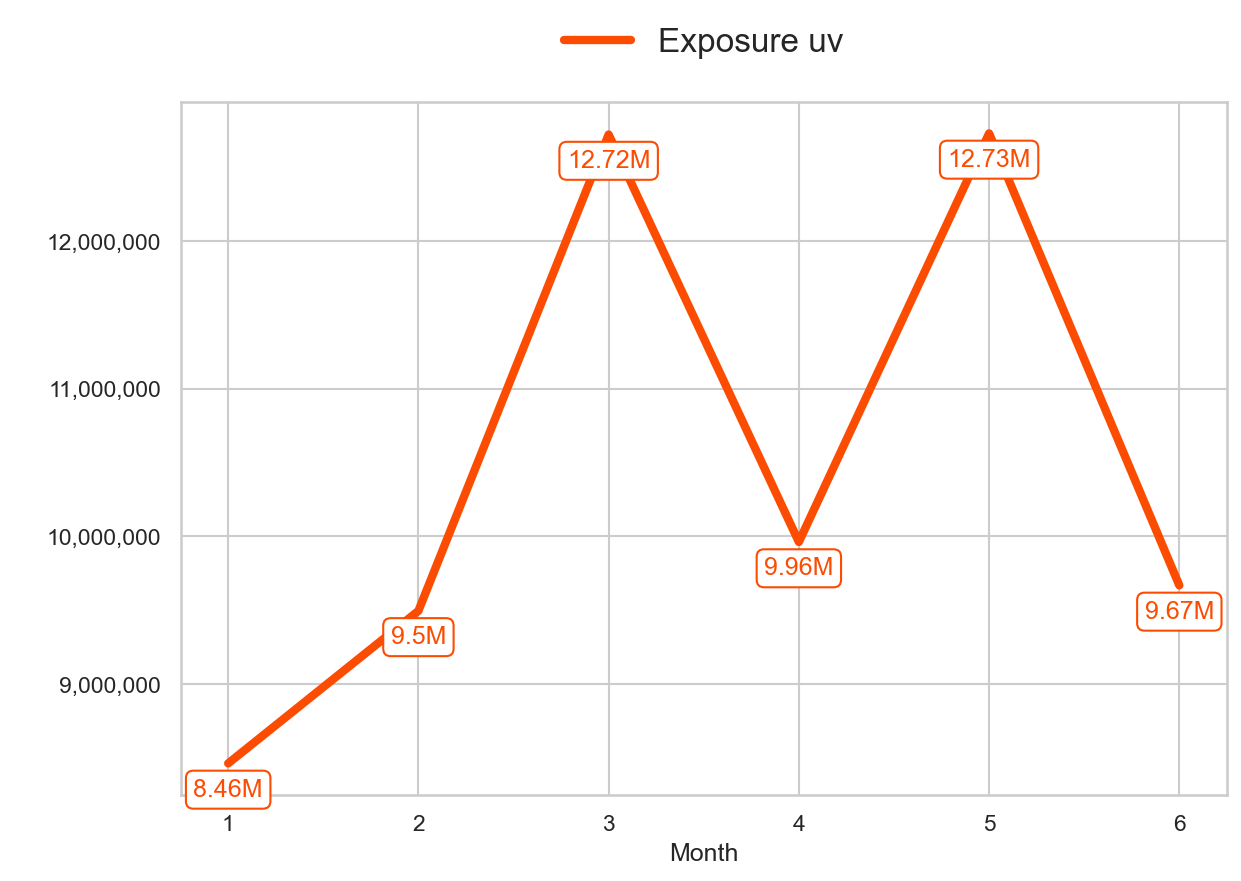 Exposure uv
12.72M
12.73M
12,000,000
11,000,000
10,000,000
9.96M
9.67M
9.5M
9,000,000
8.46M
1 2 3 4 5 6
Month